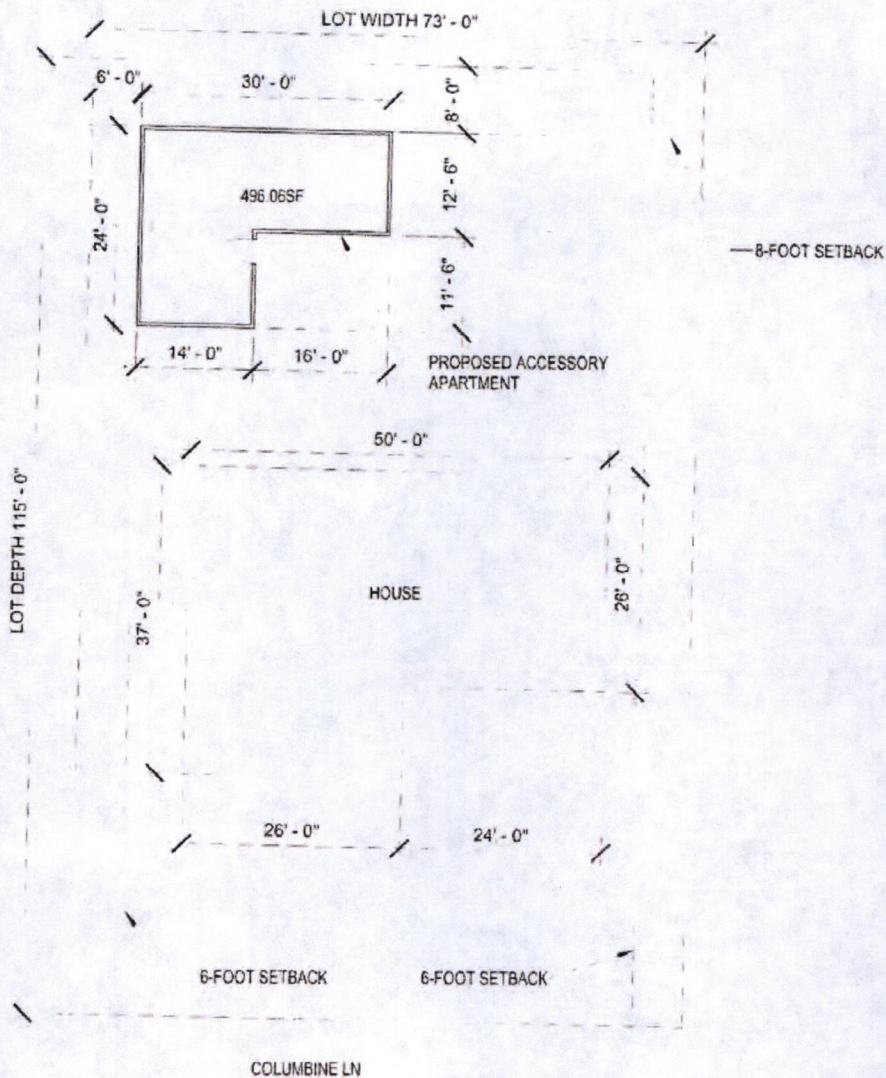 LOT WIDTH 73' - 0"
6' - 0"
30' - 0"
8' - 0"
496.06SF
12' - 6"
24' - 0"
8-FOOT SETBACK
11' - 6"
14' - 0"
16' - 0"
PROPOSED ACCESSORY
APARTMENT
50' - 0"
LOT DEPTH 115' - 0"
HOUSE
26' - 0"
37' - 0"
26' - 0"
24' - 0"
6-FOOT SETBACK
6-FOOT SETBACK
COLUMBINE LN